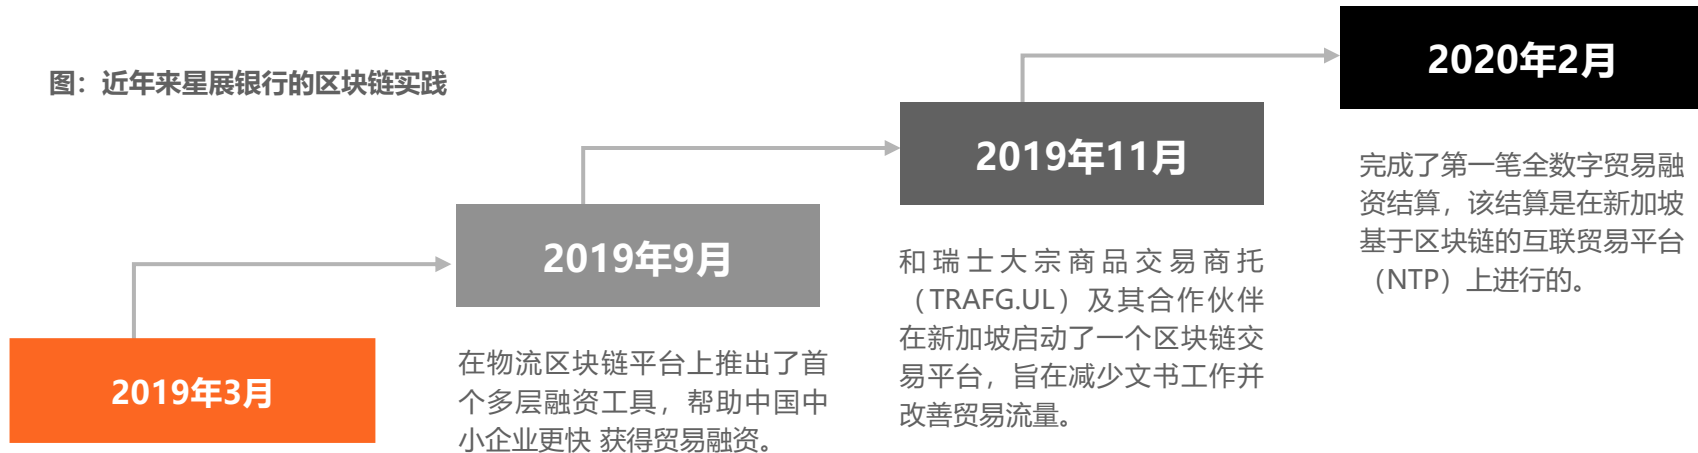 图：近年来星展银行的区块链实践
2019年3月
2019年9月
在物流区块链平台上推出了首
个多层融资工具，帮助中国中
小企业更快 获得贸易融资。
2019年11月
和瑞士大宗商品交易商托
（TRAFG.UL）及其合作伙伴
在新加坡启动了一个区块链交
易平台，旨在减少文书工作并
改善贸易流量。
2020年2月
完成了第一笔全数字贸易融
资结算，该结算是在新加坡
基于区块链的互联贸易平台
（NTP）上进行的。